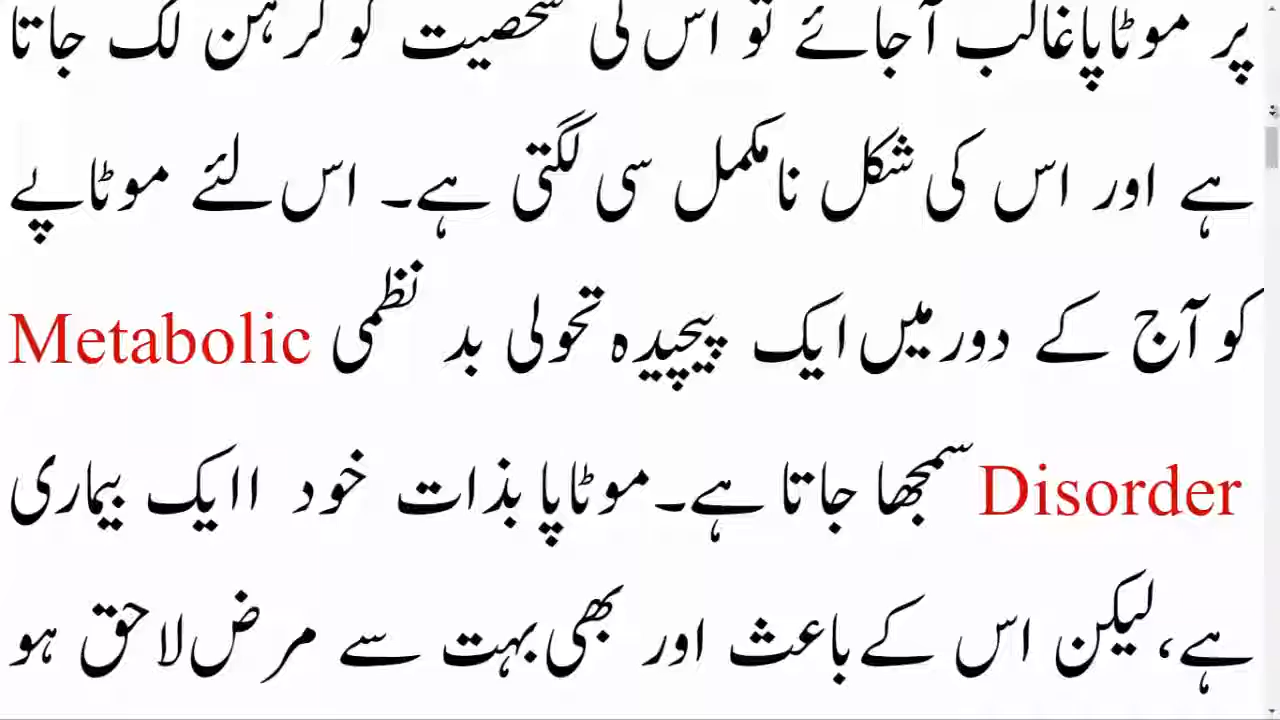 پر موٹاپا غالب آجائے تو اس کی شخصیت کو گرہن لگ جاتا
ہے اور اس کی شکل نامکمل سی لگتی ہے۔ اس لئے موٹاپے
کو آج کے دور میں ایک پیچیدہ تحولی بد نظمی Metabolic
Disorder سمجھا جاتا ہے۔ موٹاپا بذات خود اایک بیماری
ہے، لیکن اس کے باعث اور بھی بہت سے مرض لاحق ہو